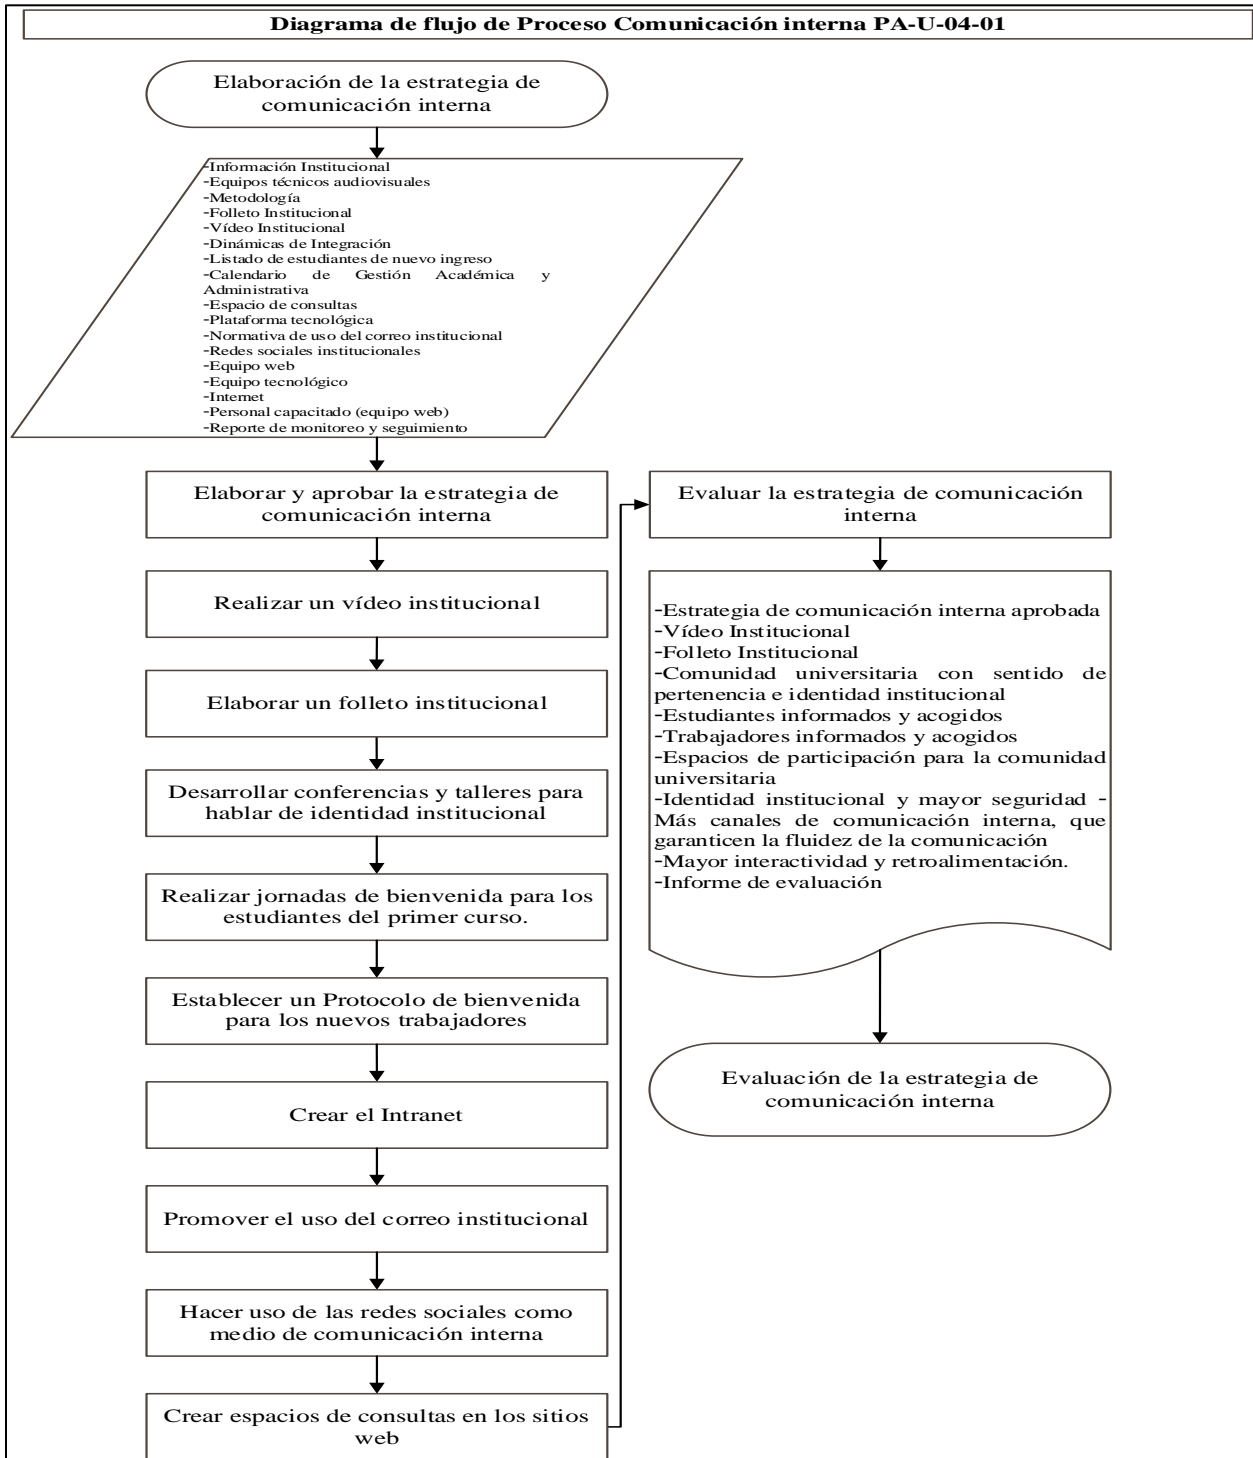 Diagrama de flujo de Proceso Comunicación interna PA-U-04-01
Elaboración de la estrategia de
comunicación interna
-Información Institucional
-Equipos técnicos audiovisuales
-Metodología
-Folleto Institucional
-Vídeo Institucional
-Dinámicas de Integración
-Listado de estudiantes de nuevo ingreso
-Calendario de Gestión Académica y
Administrativa
-Espacio de consultas
-Plataforma tecnológica
-Normativa de uso del correo institucional
-Redes sociales institucionales
-Equipo web
-Equipo tecnológico
-Internet
-Personal capacitado (equipo web)
-Reporte de monitoreo y seguimiento
Elaborar y aprobar la estrategia de
comunicación interna
Realizar un vídeo institucional
Elaborar un folleto institucional
Desarrollar conferencias y talleres para
hablar de identidad institucional
Realizar jornadas de bienvenida para los
estudiantes del primer curso.
Establecer un Protocolo de bienvenida
para los nuevos trabajadores
Crear el Intranet
Promover el uso del correo institucional
Hacer uso de las redes sociales como
medio de comunicación interna
Crear espacios de consultas en los sitios
web
Evaluar la estrategia de comunicación
interna
-Estrategia de comunicación interna aprobada
-Vídeo Institucional
-Folleto Institucional
-Comunidad universitaria con sentido de
pertenencia e identidad institucional
-Estudiantes informados y acogidos
-Trabajadores informados y acogidos
-Espacios de participación para la comunidad
universitaria
-Identidad institucional y mayor seguridad -
Más canales de comunicación interna, que
garanticen la fluidez de la comunicación
-Mayor interactividad y retroalimentación.
-Informe de evaluación
Evaluación de la estrategia de
comunicación interna